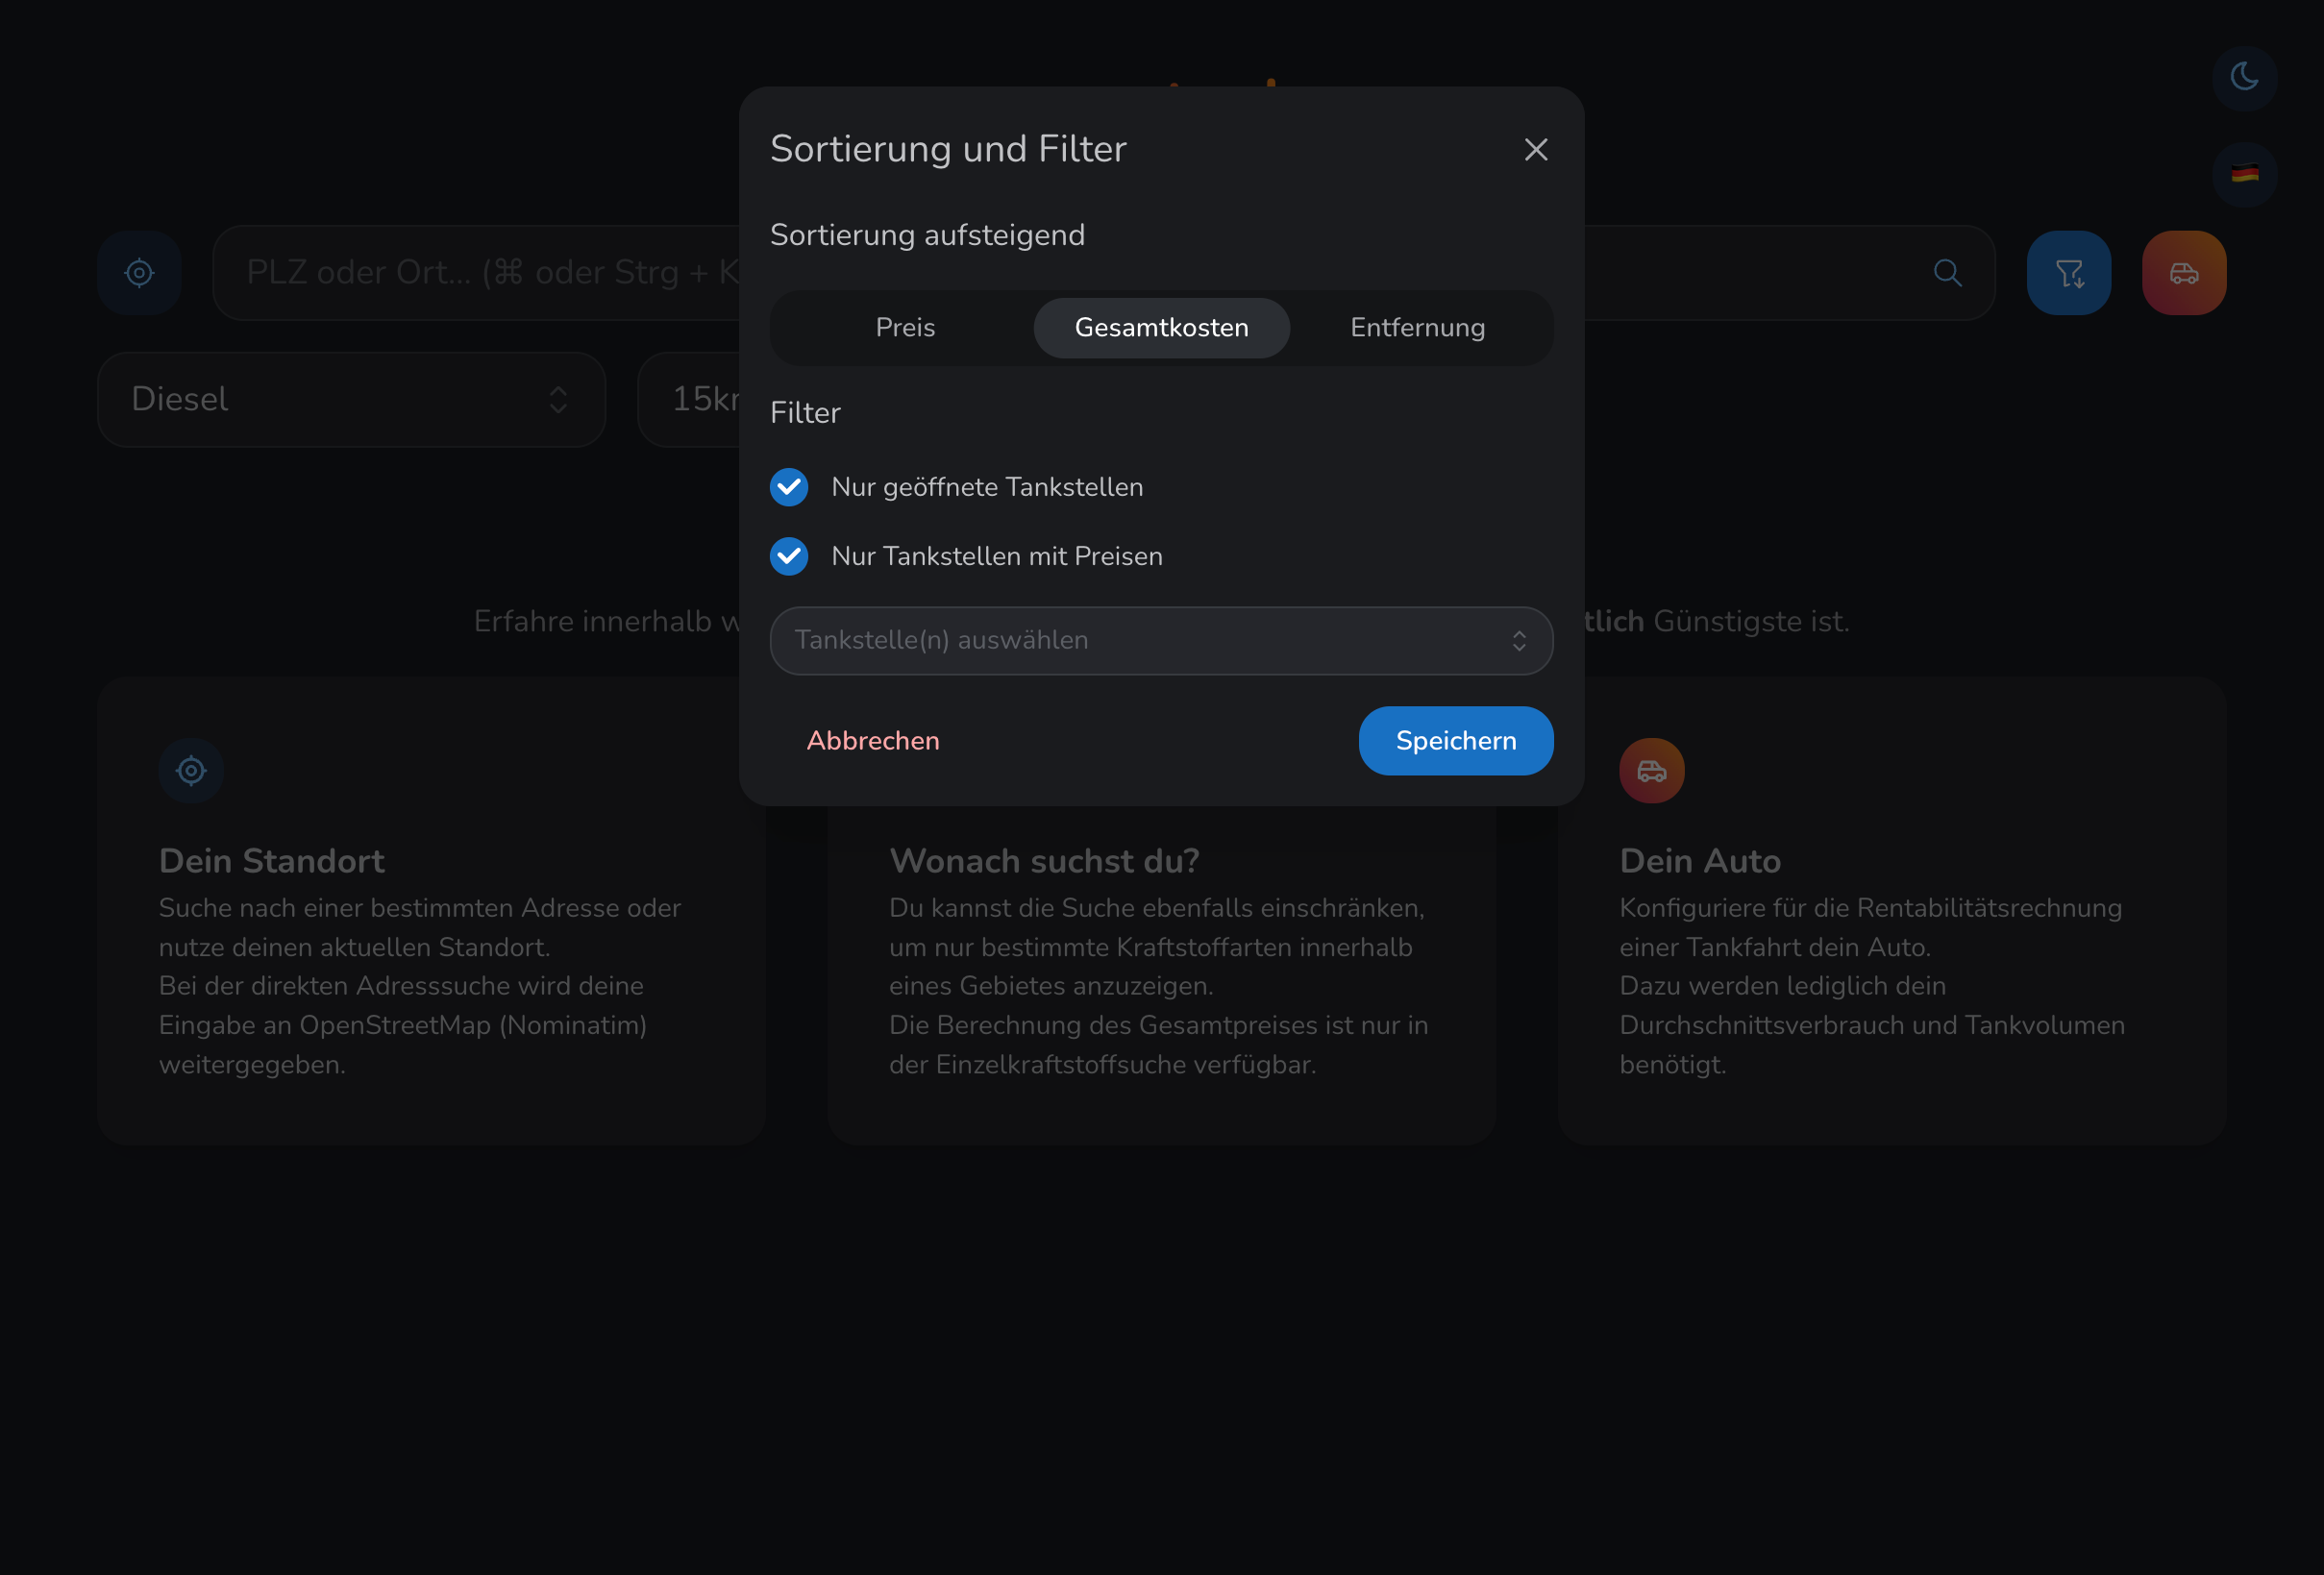 Sortierung und Filter
Sortierung aufsteigend
PLZ oder Ort... (⌘ oder Strg + K
Preis
Gesamtkosten
Entfernung
Diesel
15k
Filter
Nur geöffnete Tankstellen
Nur Tankstellen mit Preisen
Erfahre innerhalb
tlich Günstigste ist.
Tankstelle(n) auswählen
Abbrechen
Speichern
Dein Standort
Suche nach einer bestimmten Adresse oder
nutze deinen aktuellen Standort.
Bei der direkten Adresssuche wird deine
Eingabe an OpenStreetMap (Nominatim)
weitergegeben.
Wonach suchst du?
Du kannst die Suche ebenfalls einschränken,
um nur bestimmte Kraftstoffarten innerhalb
eines Gebietes anzuzeigen.
Die Berechnung des Gesamtpreises ist nur in
der Einzelkraftstoffsuche verfügbar.
Dein Auto
Konfiguriere für die Rentabilitätsrechnung
einer Tankfahrt dein Auto.
Dazu werden lediglich dein
Durchschnittsverbrauch und Tankvolumen
benötigt.